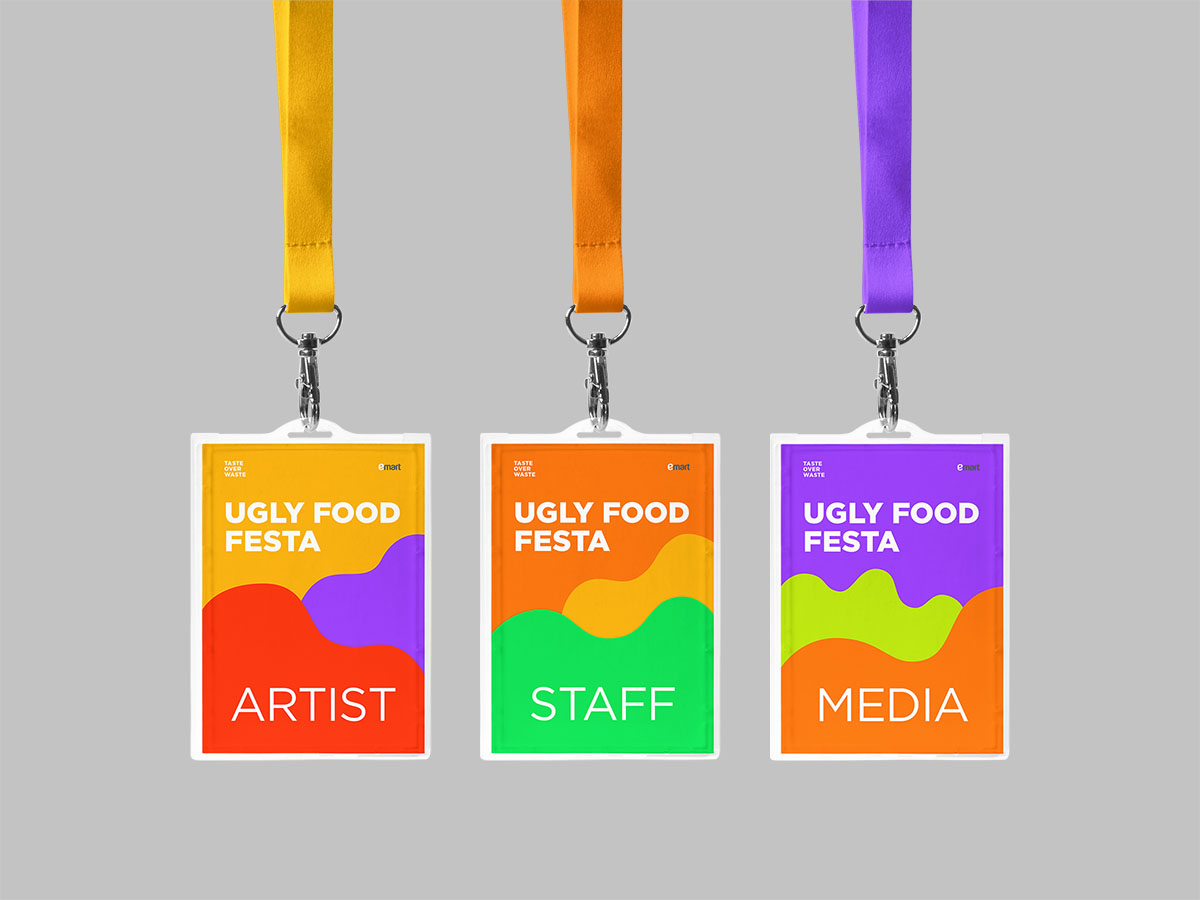 TASTE
OVER
WASTE
emart
UGLY FOOD
FESTA
ARTIST
TASTE
OVER
WASTE
emart
UGLY FOOD
FESTA
STAFF
TASTE
OVER
WASTE
emart
UGLY FOOD
FESTA
MEDIA